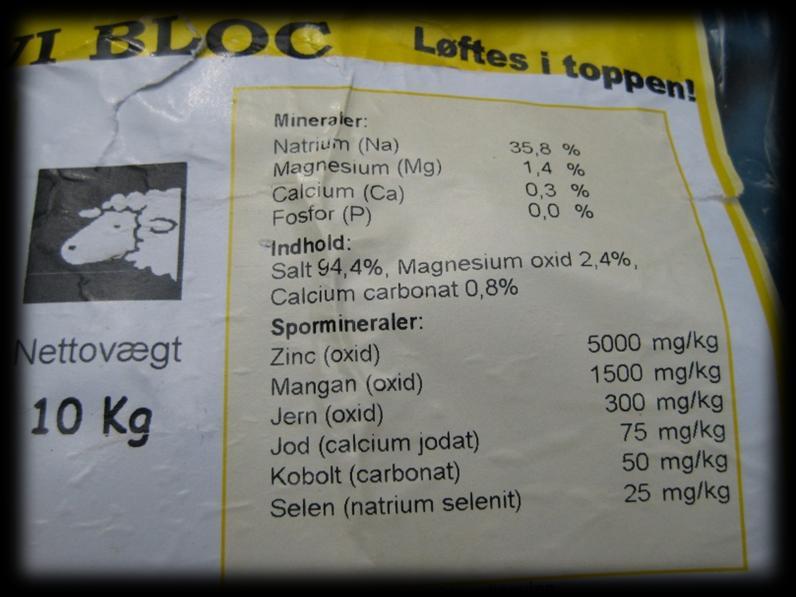 VI BLOC
Løftes i toppen!
Mineraler:
Natrium (Na) 35,8 %
Magnesium (Mg) 1,4 %
Calcium (Ca) 0,3 %
Fosfor (P) 0,0 %
Indhold:
Salt 94,4%, Magnesium oxid 2,4%,
Calcium carbonat 0,8%
Spormineraler:
Zinc (oxid) 5000 mg/kg
Mangan (oxid) 1500 mg/kg
Jern (oxid) 300 mg/kg
Jod (calcium jodat) 75 mg/kg
Kobolt (carbonat) 50 mg/kg
Selen (natrium selenit) 25 mg/kg
Nettovægt
10 Kg